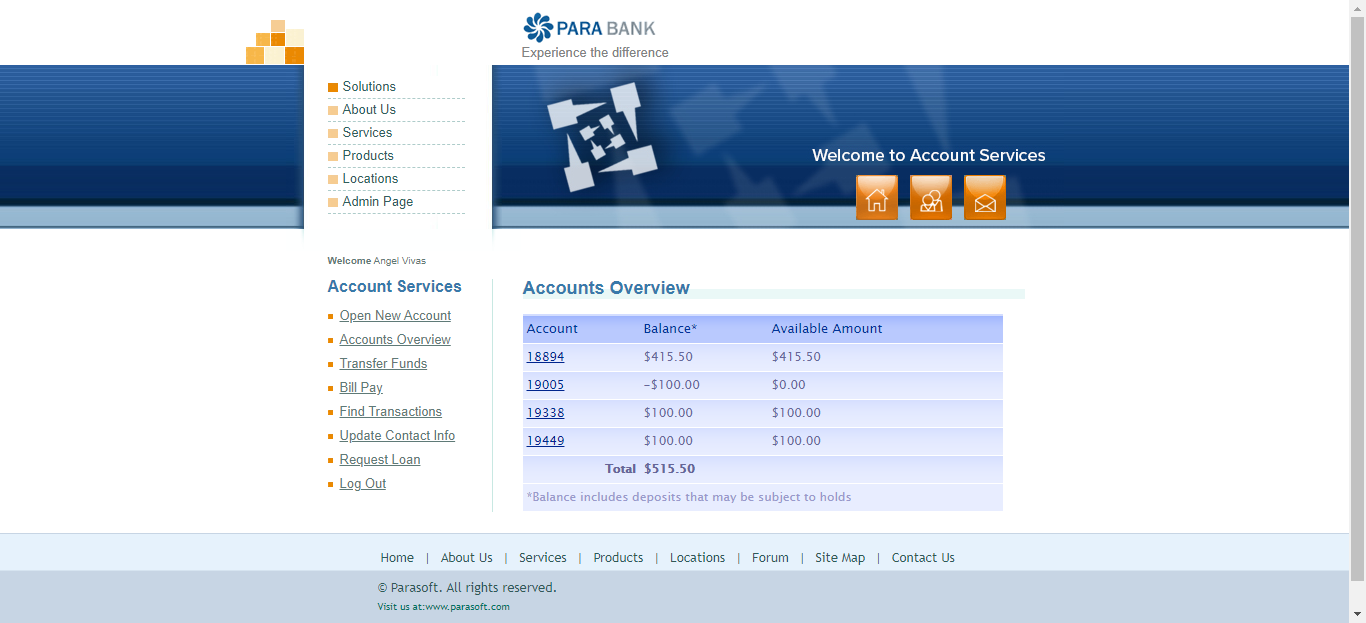 PARA BANK
Experience the difference
Solutions
About Us
Services
Products
Locations
Admin Page
Welcome to Account Services
Welcome Angel Vivas
Account Services
Open New Account
Accounts Overview
Transfer Funds
Bill Pay
Find Transactions
Update Contact Info
Request Loan
Log Out
Accounts Overview
Account Balance* Available Amount
18894 $415.50 $415.50
19005 -$100.00 $0.00
19338 $100.00 $100.00
19449 $100.00 $100.00
Total $515.50
*Balance includes deposits that may be subject to holds
Home | About Us | Services | Products | Locations | Forum | Site Map | Contact Us
© Parasoft. All rights reserved.
Visit us at:www.parasoft.com